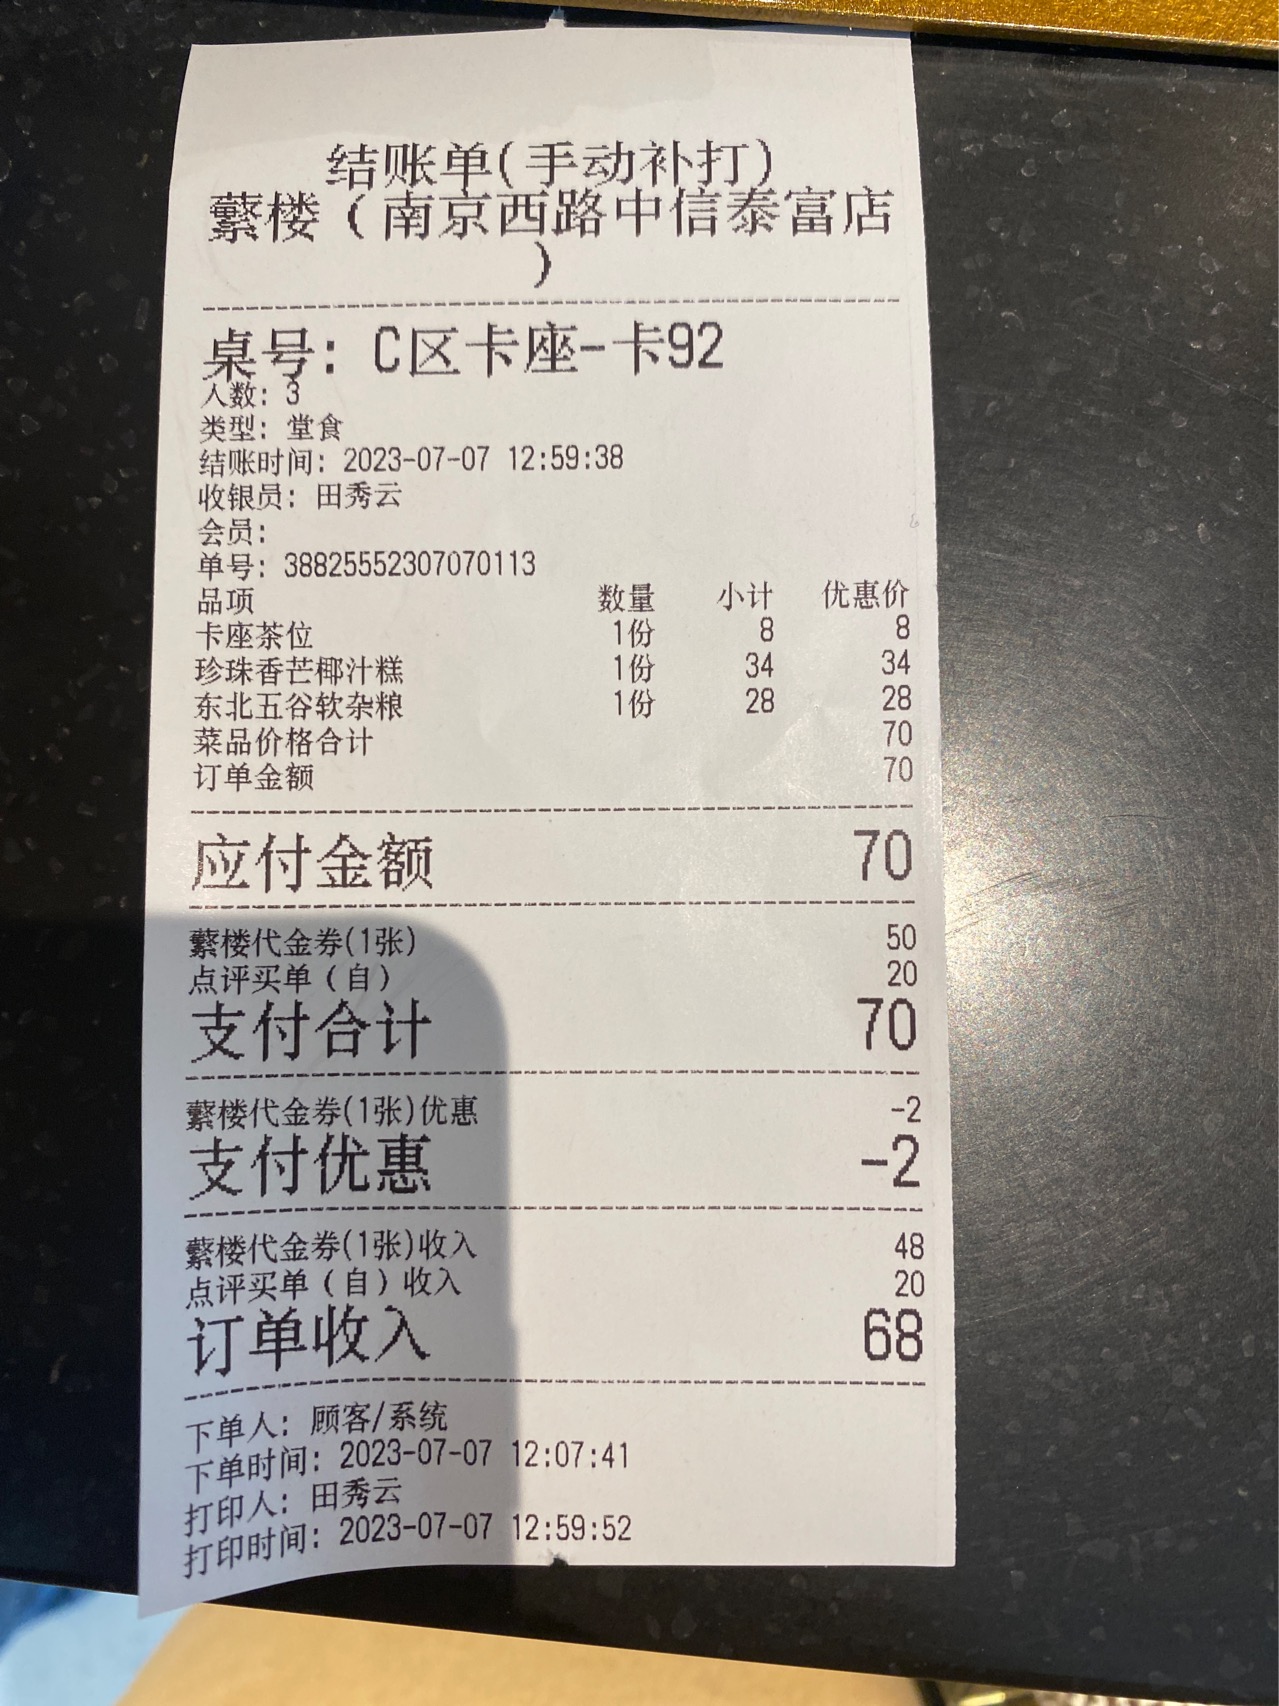 结账单(手动补打)
蘩楼（南京西路中信泰富店
）
桌号: C区卡座-卡92
人数: 3
类型: 堂食
结账时间: 2023-07-07 12:59:38
收银员: 田秀云
会员:
单号: 38825552307070113
品项 数量 小计 优惠价
卡座茶位 1份 8 8
珍珠香芒椰汁糕 1份 34 34
东北五谷软杂粮 1份 28 28
菜品价格合计 70
订单金额 70
应付金额 70
蘩楼代金券(1张) 50
点评买单（自） 20
支付合计 70
蘩楼代金券(1张)优惠 -2
支付优惠 -2
蘩楼代金券(1张)收入 48
点评买单（自）收入 20
订单收入 68
下单人: 顾客/系统
下单时间: 2023-07-07 12:07:41
打印人: 田秀云
打印时间: 2023-07-07 12:59:52